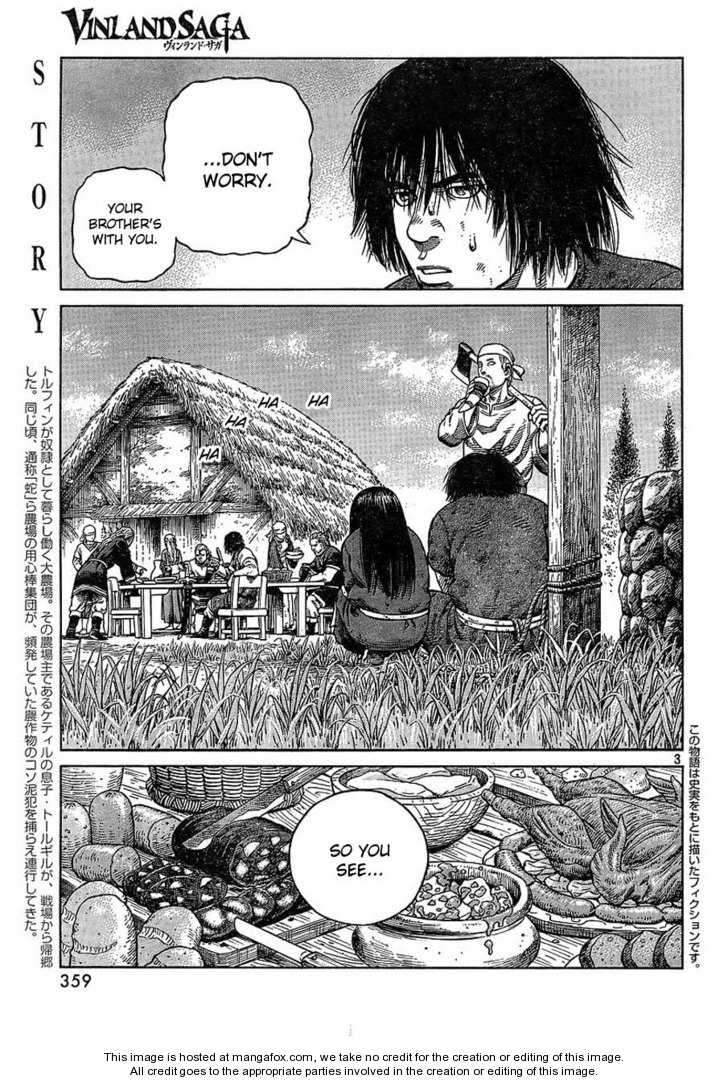 VINLAND SAGA
ヴィンランド・サガ
STORY
...DON'T
WORRY.
YOUR
BROTHER'S
WITH YOU.
HA
HA
HA
HA
トルフィンが奴隷として暮らし働く大農場。その農場主であるケティルの息子・トールギルが、戦場から帰郷
した。同じ頃、通称「蛇」ら農場の用心棒集団が、頻発していた農作物のコソ泥犯を捕らえ連行してきた。
3
この物語は史実をもとに描いたフィクションです。
SO YOU
SEE...
359
This image is hosted at mangafox.com, we take no credit for the creation or editing of this image.
All credit goes to the appropriate parties involved in the creation or editing of this image.